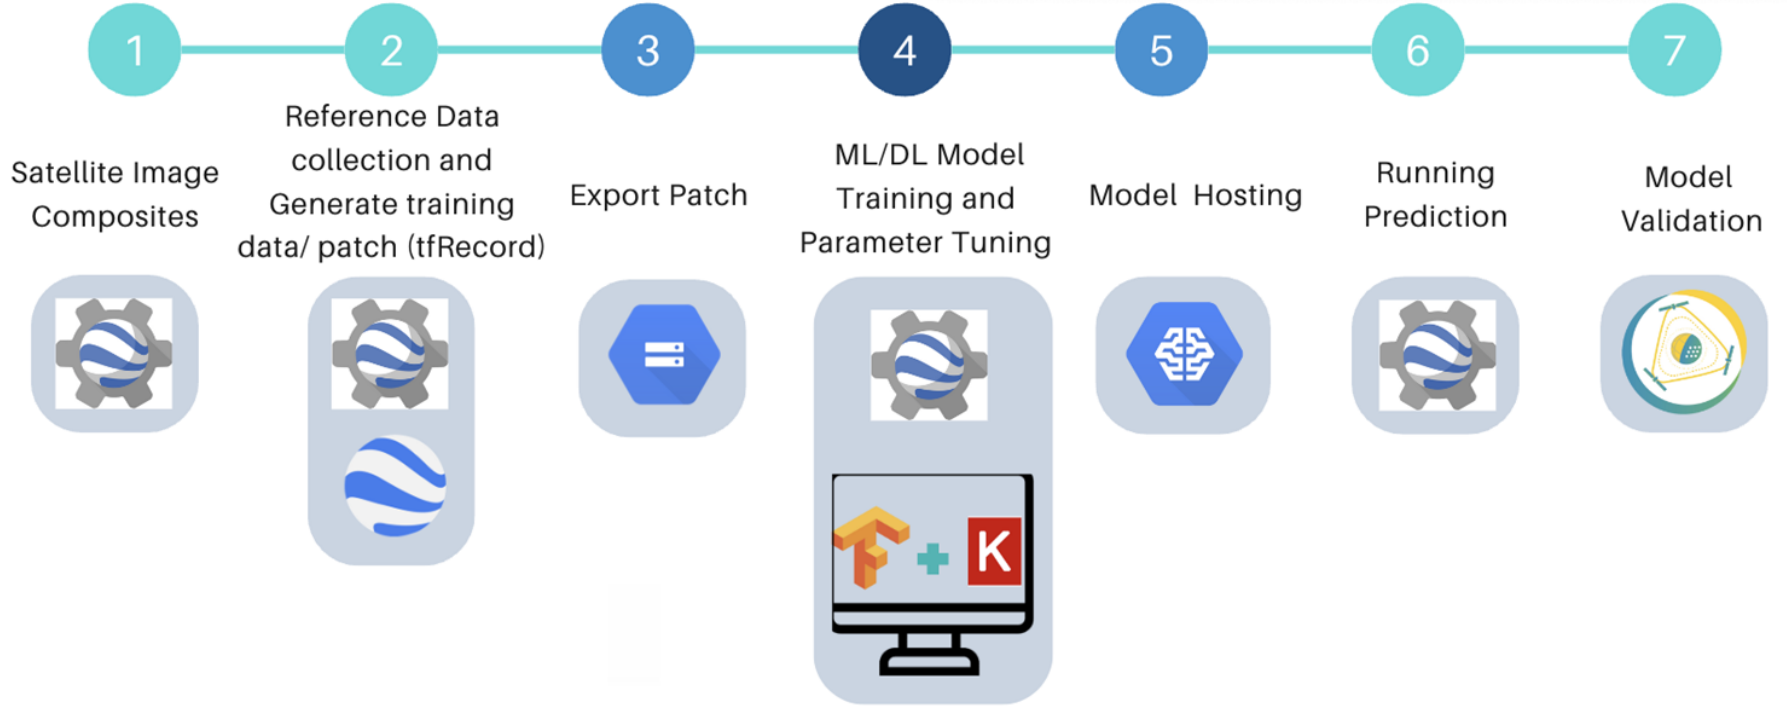 1
2
3
4
5
6
7
Satellite Image
Composites
Reference Data
collection and
Generate training
data/ patch (tfRecord)
Export Patch
ML/DL Model
Training and
Parameter Tuning
Model Hosting
Running
Prediction
Model
Validation
K